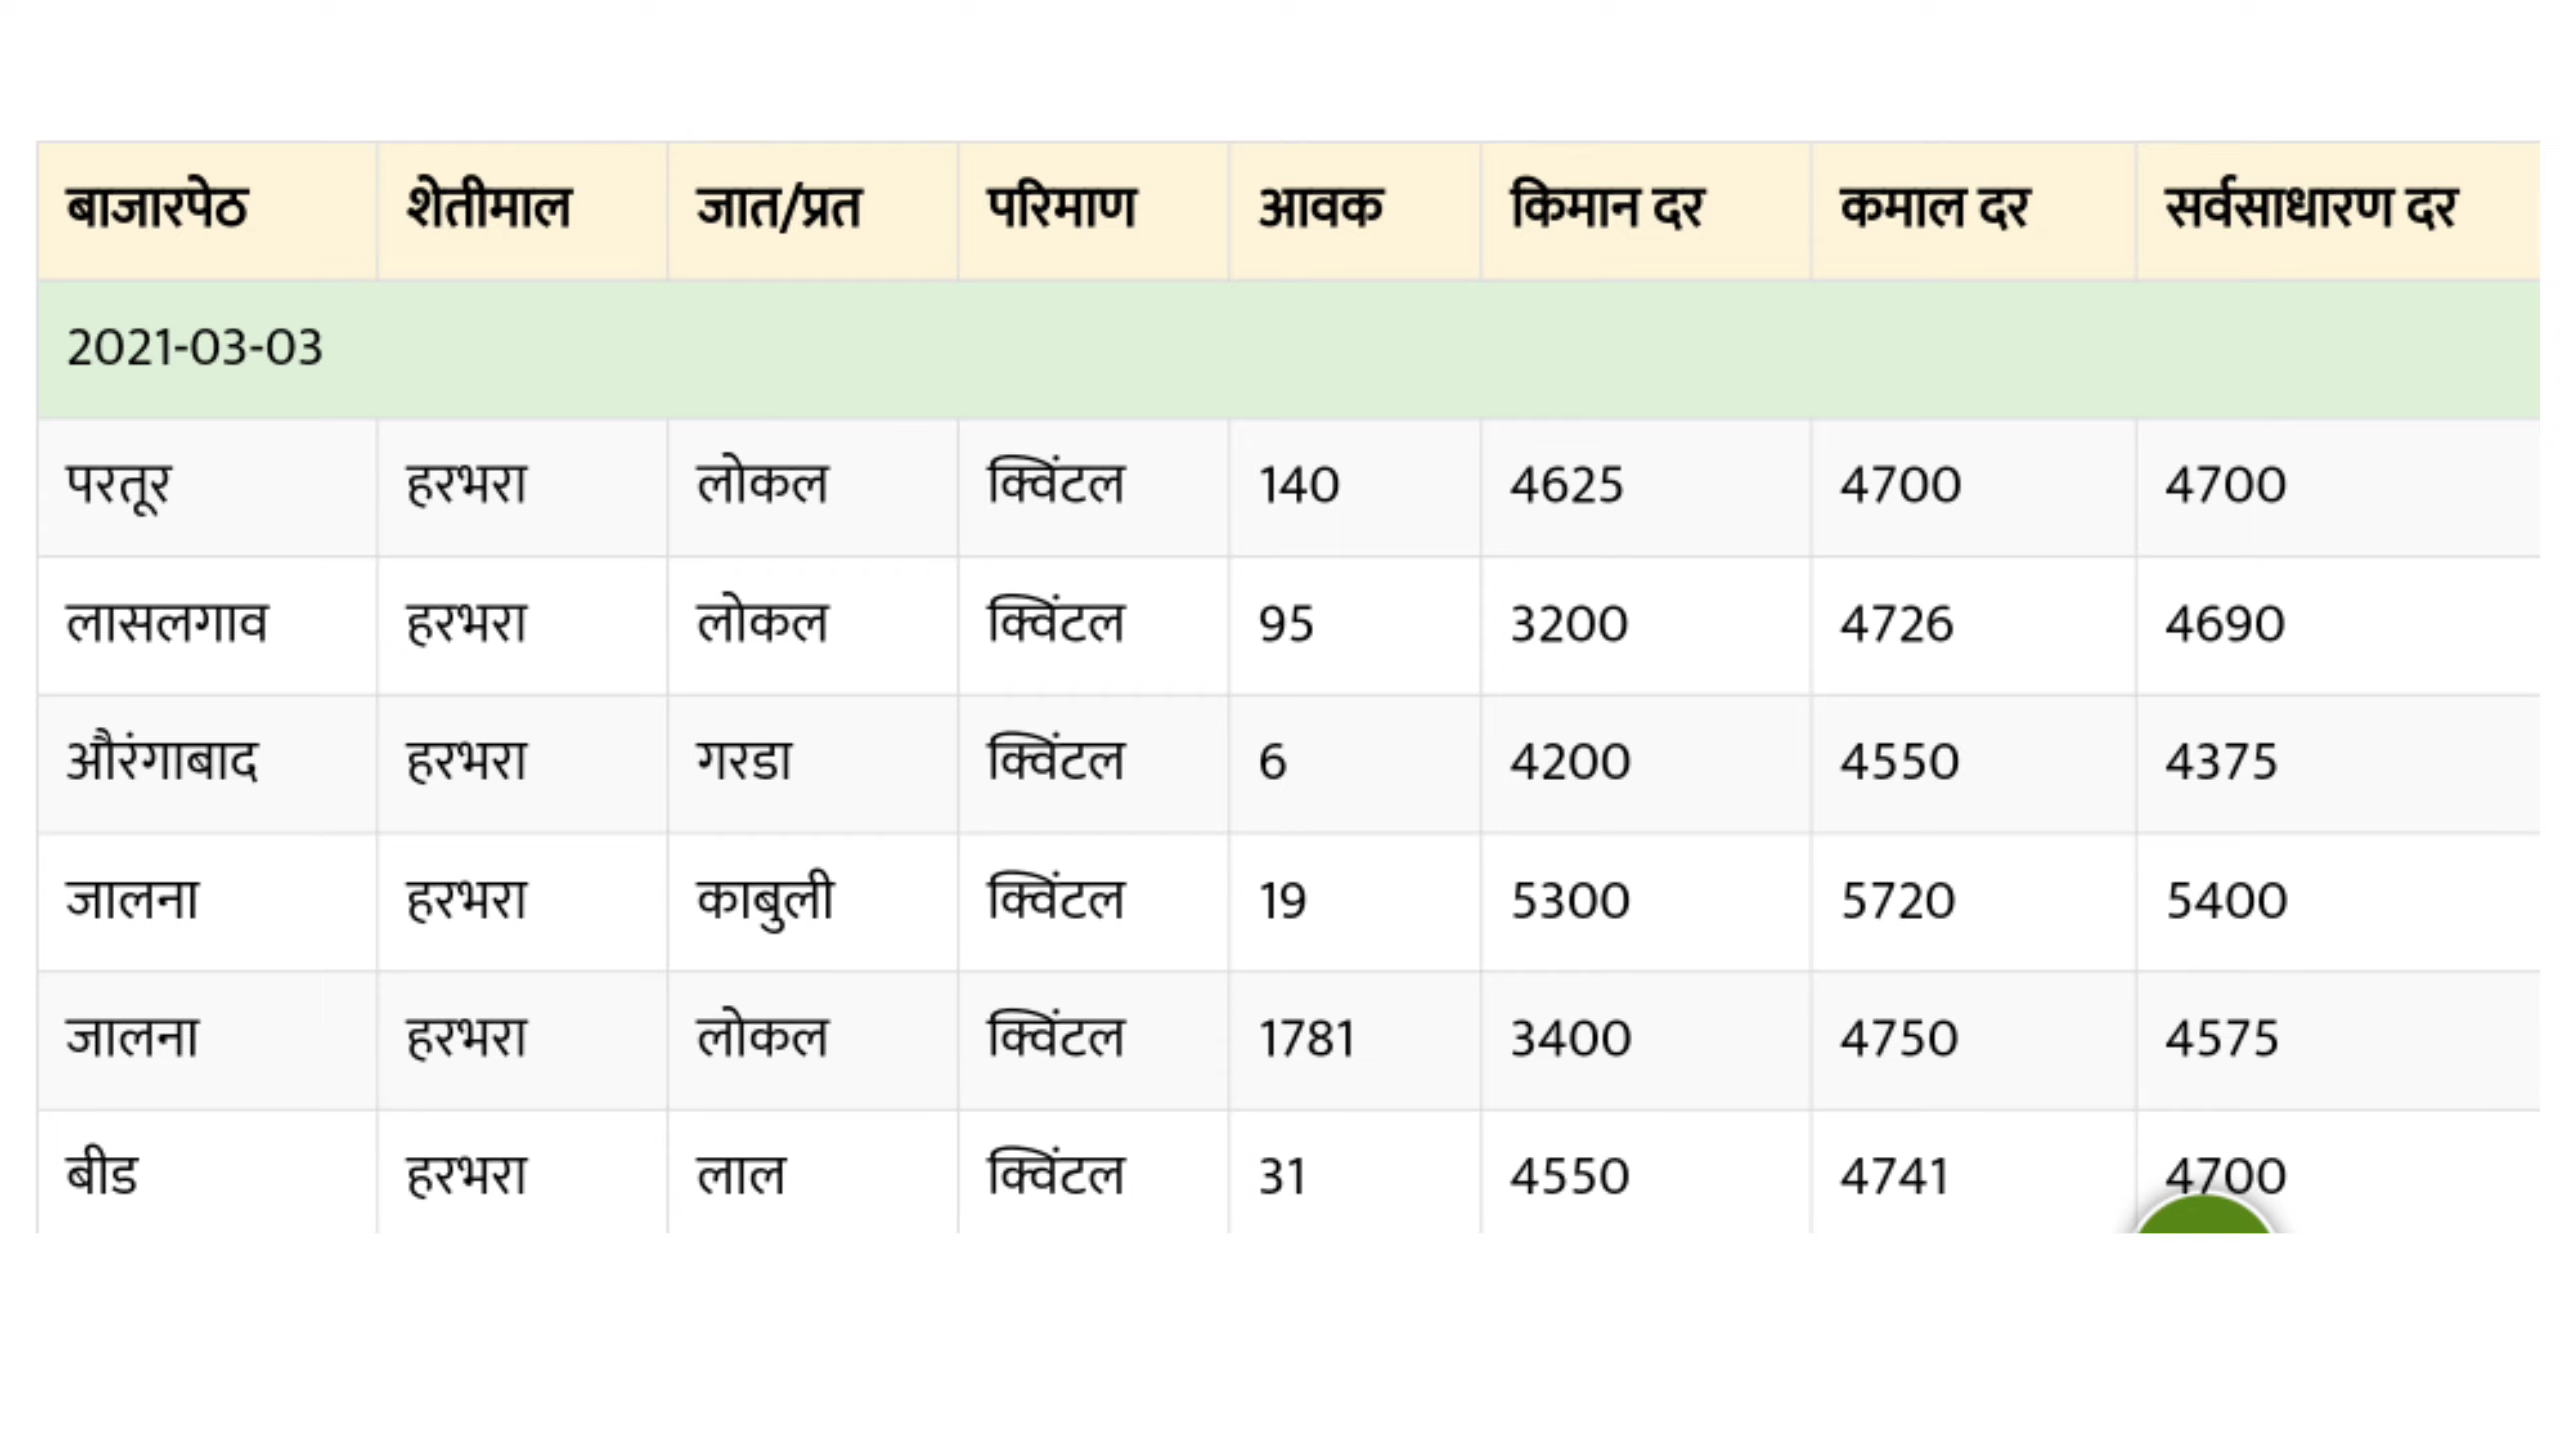 बाजारपेठ शेतीमाल जात/प्रत परिमाण आवक किमान दर कमाल दर सर्वसाधारण दर
2021-03-03
परतूर हरभरा लोकल क्विंटल 140 4625 4700 4700
लासलगाव हरभरा लोकल क्विंटल 95 3200 4726 4690
औरंगाबाद हरभरा गरडा क्विंटल 6 4200 4550 4375
जालना हरभरा काबुली क्विंटल 19 5300 5720 5400
जालना हरभरा लोकल क्विंटल 1781 3400 4750 4575
बीड हरभरा लाल क्विंटल 31 4550 4741 4700